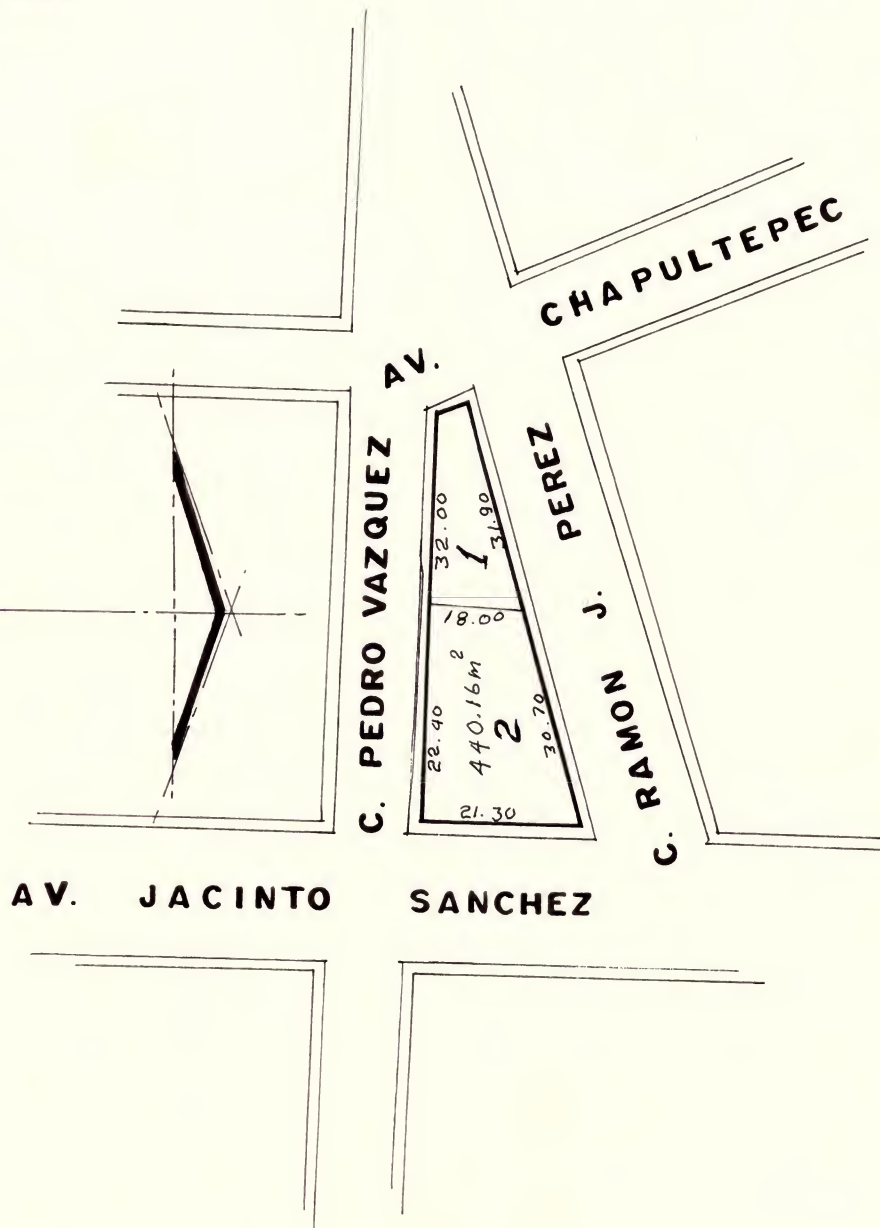 CHAPULTEPEC
AV.
C. PEDRO VAZQUEZ
C. RAMON J. PEREZ
32.00
1
31.90
18.00
22.40
440.16m²
2
30.70
21.30
AV. JACINTO SANCHEZ